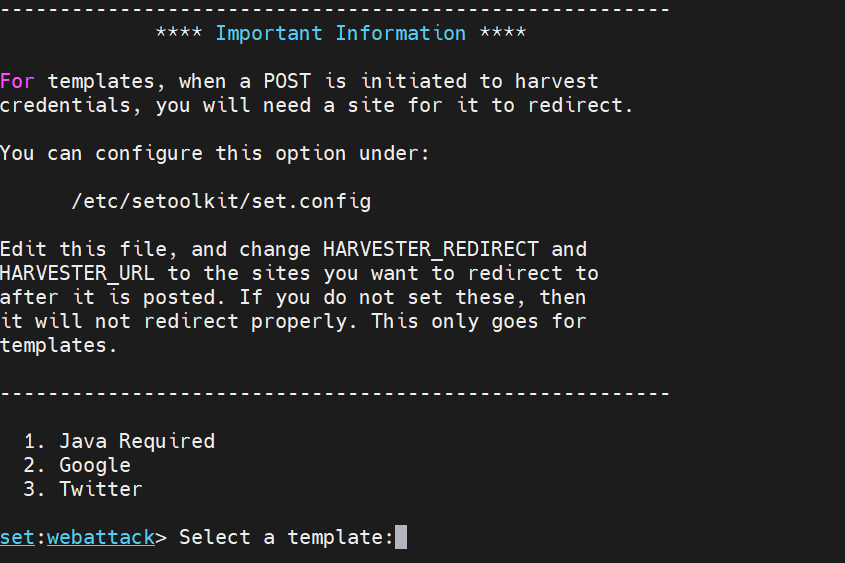 --------------------------------------------------------
**** Important Information ****
For templates, when a POST is initiated to harvest
credentials, you will need a site for it to redirect.
You can configure this option under:
/etc/setoolkit/set.config
Edit this file, and change HARVESTER_REDIRECT and
HARVESTER_URL to the sites you want to redirect to
after it is posted. If you do not set these, then
it will not redirect properly. This only goes for
templates.
--------------------------------------------------------
1. Java Required
2. Google
3. Twitter
set:webattack> Select a template: